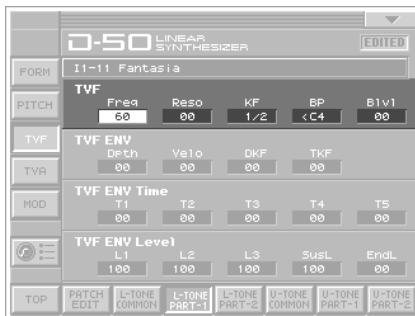 D-50 LINEAR SYNTHESIZER EDITED
FORM I1-11 Fantasia
TVF
PITCH Freq Reso KF BP Blvl
60 00 1/2 <C4 00
TVF TVF ENV
Dpth Velo DKF TKF
TVA 00 00 00 00
TVF ENV Time
MOD T1 T2 T3 T4 T5
00 00 00 00 00
TVF ENV Level
L1 L2 L3 SusL EndL
100 100 100 100 00
TOP PATCH EDIT L-TONE COMMON L-TONE PART-1 L-TONE PART-2 U-TONE COMMON U-TONE PART-1 U-TONE PART-2